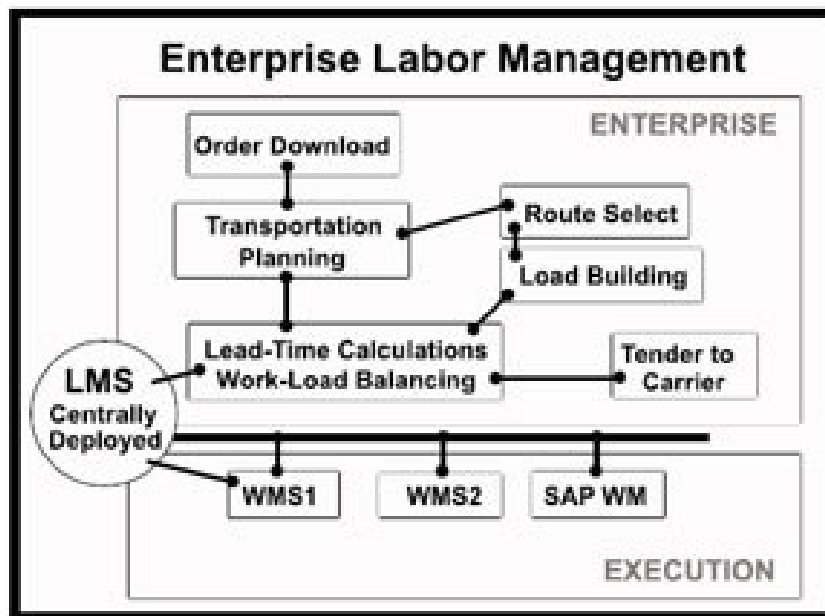 Enterprise Labor Management
ENTERPRISE
Order Download
Transportation
Planning
Route Select
Load Building
Lead-Time Calculations
Work-Load Balancing
Tender to
Carrier
LMS
Centrally
Deployed
WMS1
WMS2
SAP WM
EXECUTION